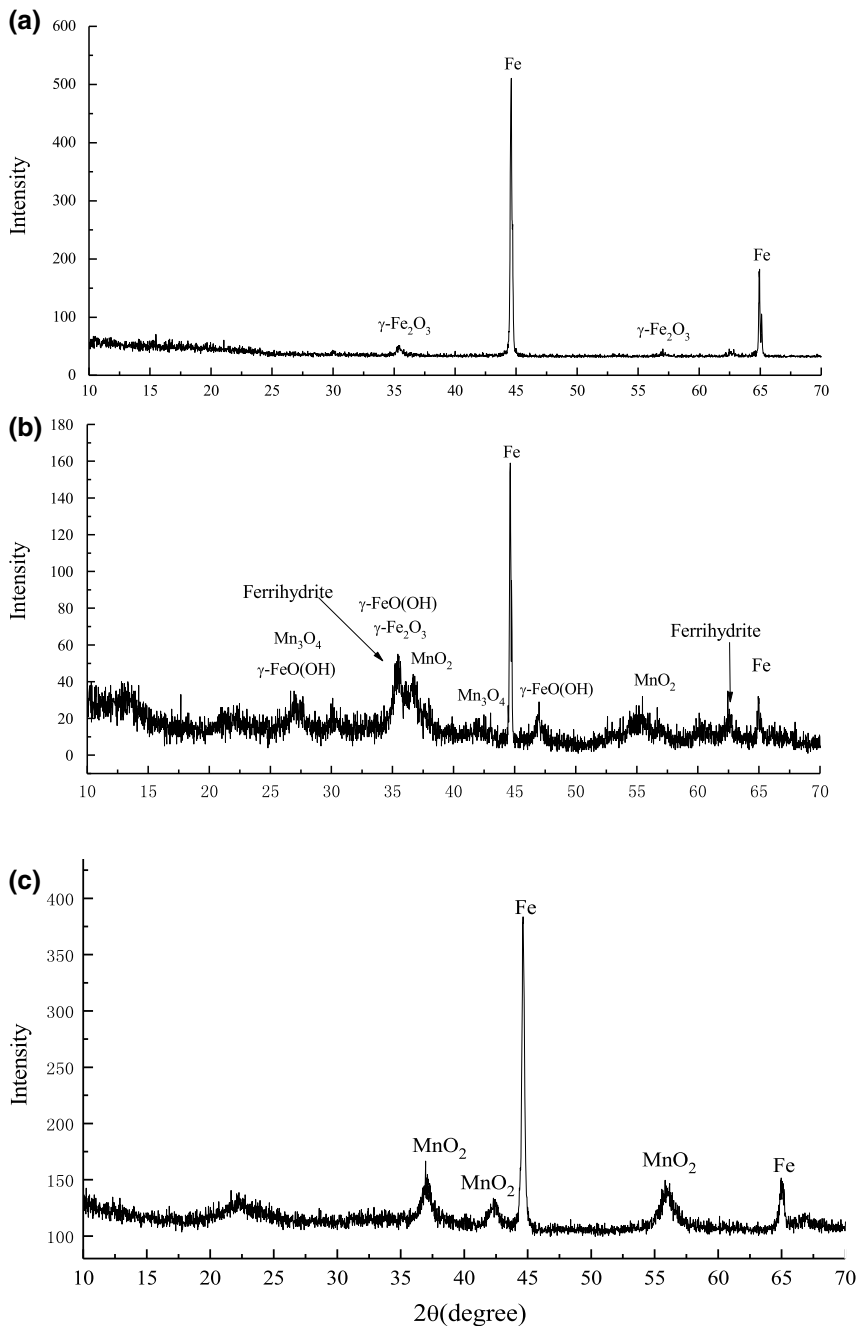 (a)
600
500
400
300
200
100
0
Intensity
Fe
Fe
γ-Fe₂O₃
γ-Fe₂O₃
10 15 20 25 30 35 40 45 50 55 60 65 70
(b)
180
160
140
120
100
80
60
40
20
0
Intensity
Fe
Ferrihydrite
γ-FeO(OH)
γ-Fe₂O₃
Mn₃O₄
γ-FeO(OH)
MnO₂
Mn₃O₄
γ-FeO(OH)
MnO₂
Ferrihydrite
Fe
10 15 20 25 30 35 40 45 50 55 60 65 70
(c)
400
350
300
250
200
150
100
Intensity
Fe
MnO₂
MnO₂
MnO₂
Fe
10 15 20 25 30 35 40 45 50 55 60 65 70
2θ(degree)